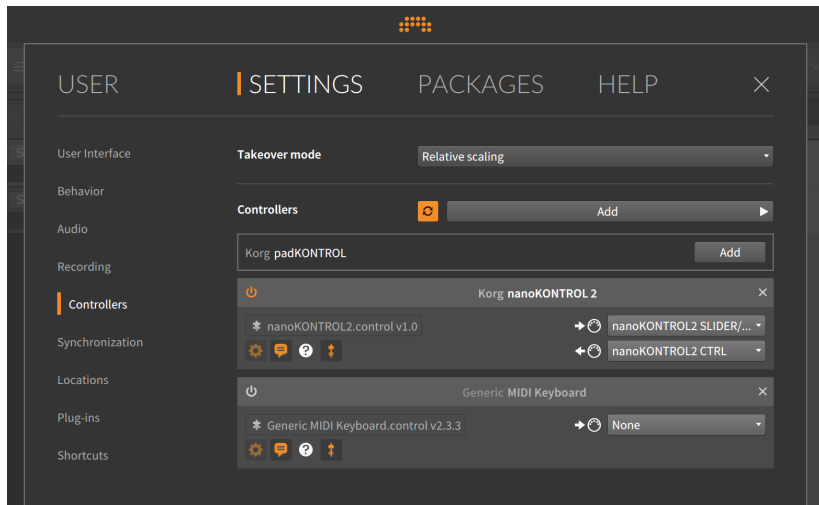 USER
SETTINGS
PACKAGES
HELP
User Interface
Behavior
Audio
Recording
Controllers
Synchronization
Locations
Plug-ins
Shortcuts
Takeover mode
Relative scaling
Controllers
Add
Korg padKONTROL
Add
Korg nanoKONTROL 2
nanoKONTROL2.control v1.0
nanoKONTROL2 SLIDER/...
nanoKONTROL2 CTRL
Generic MIDI Keyboard
Generic MIDI Keyboard.control v2.3.3
None